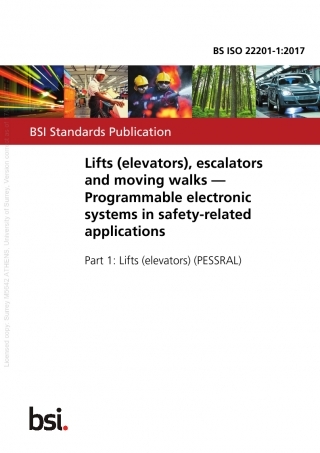 BS ISO 22201-1:2017
BSI Standards Publication
Lifts (elevators), escalators
and moving walks —
Programmable electronic
systems in safety-related
applications
Part 1: Lifts (elevators) (PESSRAL)
bsi.